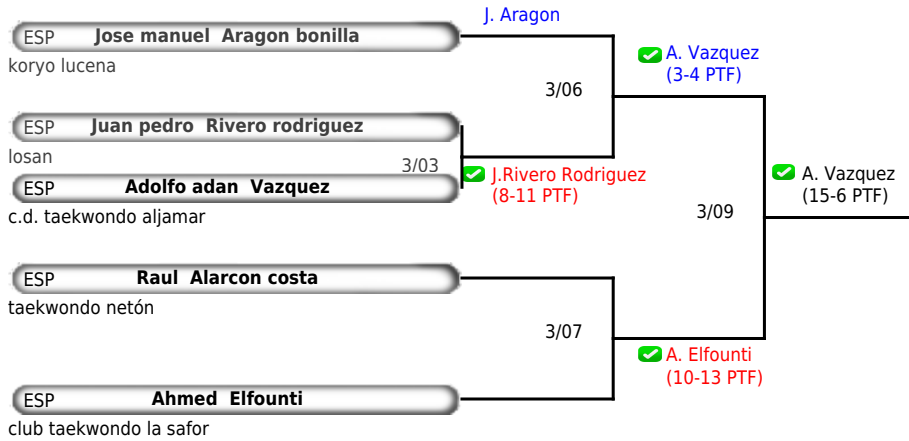 J. Aragon
ESP Jose manuel Aragon bonilla
koryo lucena
A. Vazquez
(3-4 PTF)
3/06
ESP Juan pedro Rivero rodriguez
losan
3/03
J.Rivero Rodriguez
(8-11 PTF)
ESP Adolfo adan Vazquez
c.d. taekwondo aljamar
A. Vazquez
(15-6 PTF)
3/09
ESP Raul Alarcon costa
taekwondo netón
3/07
A. Elfounti
(10-13 PTF)
ESP Ahmed Elfounti
club taekwondo la safor